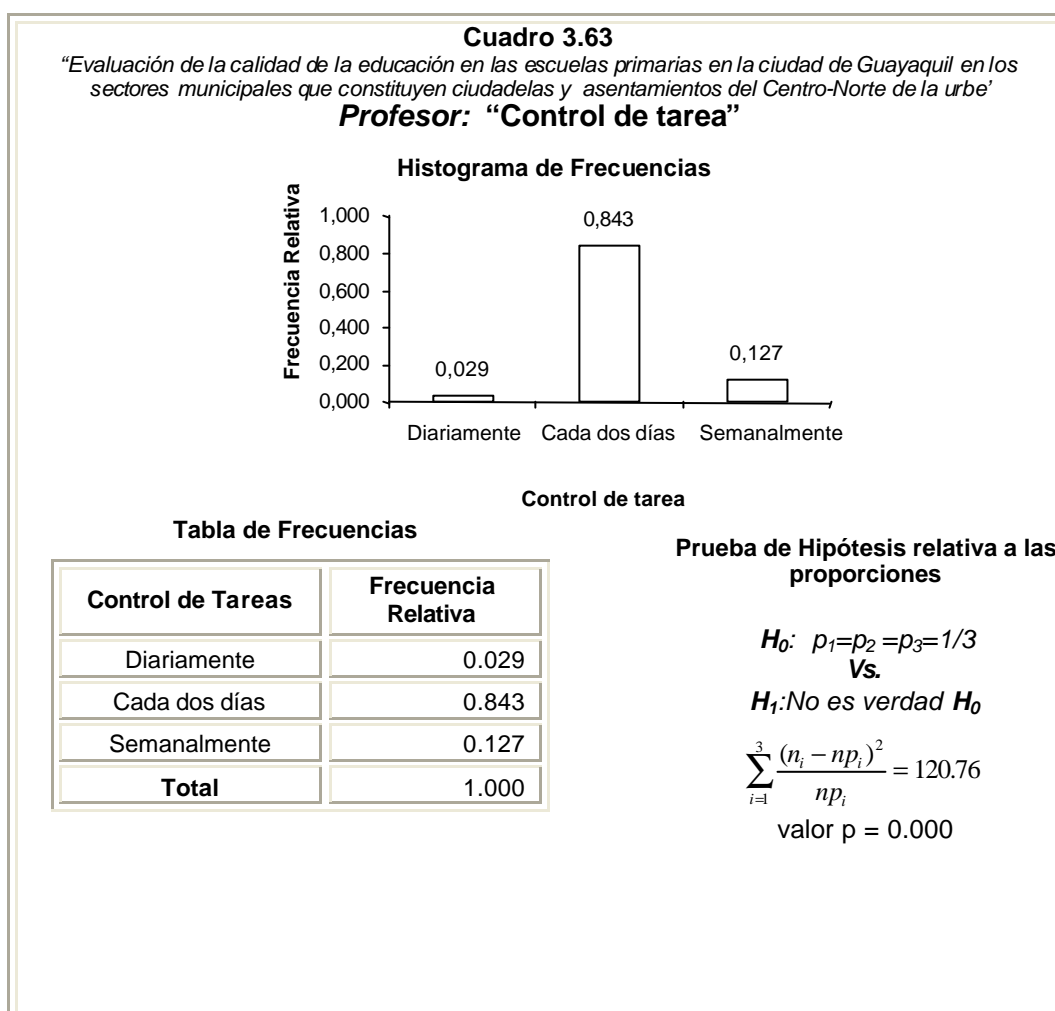 Cuadro 3.63
“Evaluación de la calidad de la educación en las escuelas primarias en la ciudad de Guayaquil en los
sectores municipales que constituyen ciudadelas y asentamientos del Centro-Norte de la urbe’
Profesor: “Control de tarea”
Histograma de Frecuencias
Frecuencia Relativa
1,000
0,800
0,600
0,400
0,200
0,000
0,029
0,843
0,127
Diariamente Cada dos días Semanalmente
Control de tarea
Tabla de Frecuencias
Control de Tareas Frecuencia Relativa
Diariamente 0.029
Cada dos días 0.843
Semanalmente 0.127
Total 1.000
Prueba de Hipótesis relativa a las
proporciones
H₀: p₁=p₂ =p₃=1/3
Vs.
H₁:No es verdad H₀
∑_{i=1}^{3} (n_i − np_i)² / np_i = 120.76
valor p = 0.000